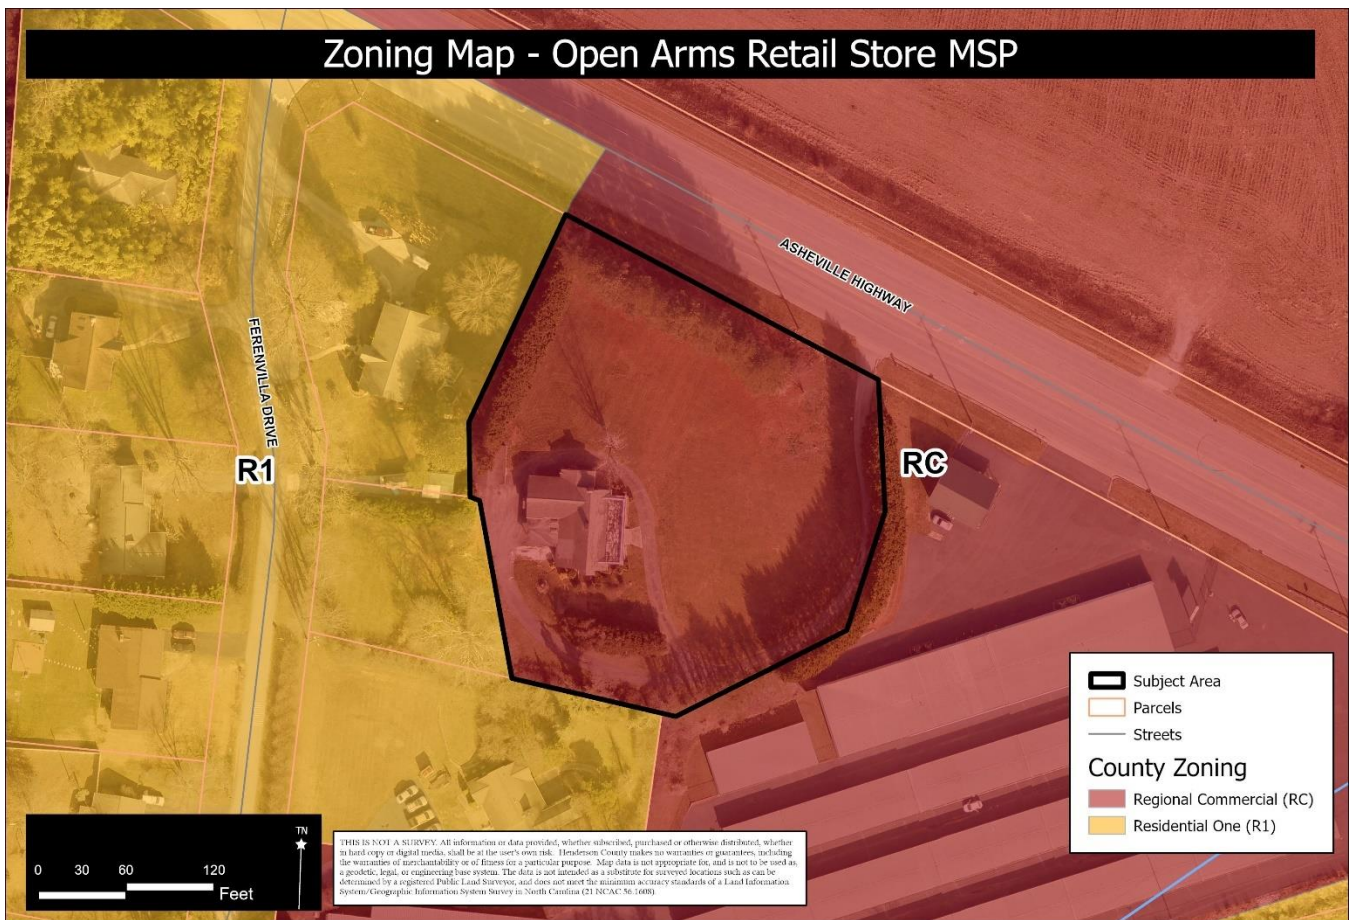 Zoning Map - Open Arms Retail Store MSP
ASHEVILLE HIGHWAY
FERENVILLA DRIVE
R1
RC
Subject Area
Parcels
Streets
County Zoning
Regional Commercial (RC)
Residential One (R1)
TN
0 30 60 120
Feet
THIS IS NOT A SURVEY. All information or data provided, whether subscribed, purchased or otherwise distributed, whether
in hard copy or digital media, shall be at the user's own risk. Henderson County makes no warranties or guarantees, including
the warranties of merchantability or of fitness for a particular purpose. Map data is not appropriate for, and is not to be used as,
a geodetic, legal, or engineering base system. The data is not intended as a substitute for surveyed locations such as can be
determined by a registered Public Land Surveyor, and does not meet the minimum accuracy standards of a Land Information
System/Geographic Information System Survey in North Carolina (21 NCAC 56.1608).